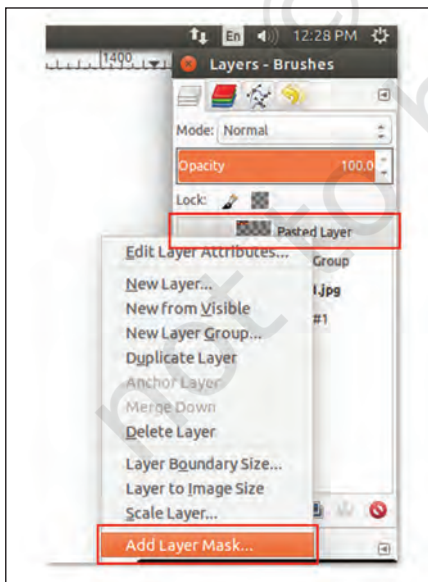 En 12:28 PM
1400
Layers - Brushes
Mode: Normal
Opacity 100.0
Lock:
Pasted Layer
Edit Layer Attributes...
Group
New Layer...
l.jpg
New from Visible
#1
New Layer Group...
Duplicate Layer
Anchor Layer
Merge Down
Delete Layer
Layer Boundary Size...
Layer to Image Size
Scale Layer...
Add Layer Mask...